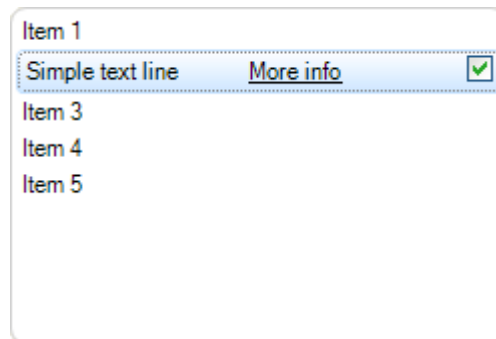 Item 1
Simple text line More info
Item 3
Item 4
Item 5